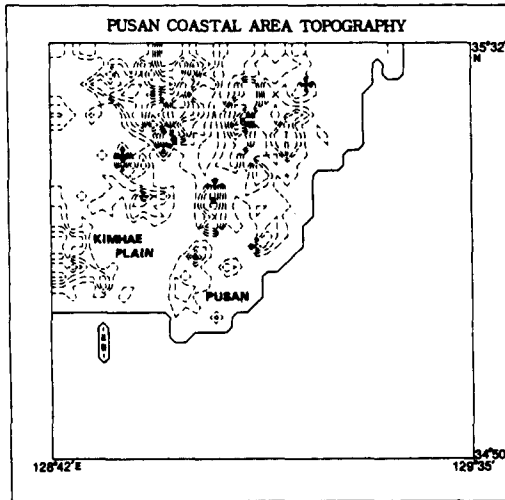 PUSAN COASTAL AREA TOPOGRAPHY
35°32'
N
KIMHAE
PLAIN
PUSAN
34°50
128°42' E
129°35'